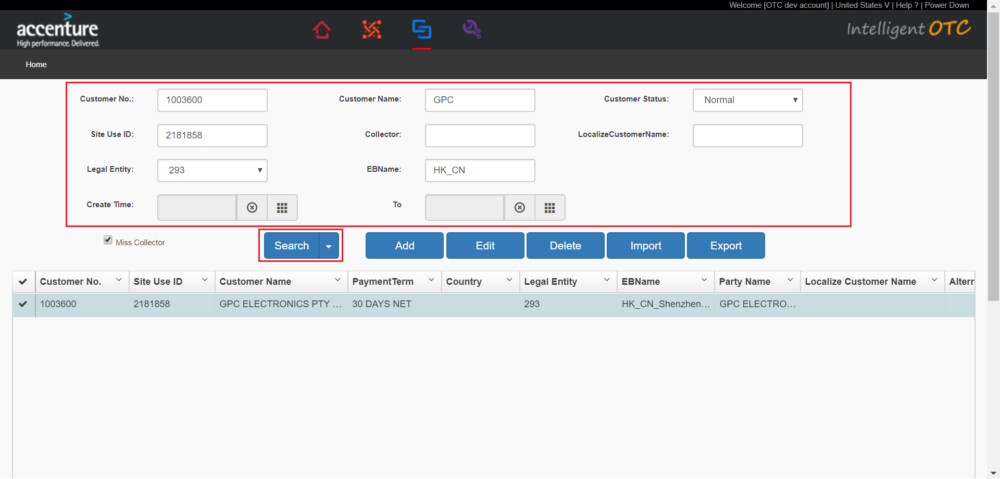 Welcome [OTC dev account] | United States V | Help ? | Power Down
accenture
High performance. Delivered.
Intelligent OTC
Home
Customer No.: 1003600 Customer Name: GPC Customer Status: Normal
Site Use ID: 2181858 Collector: LocalizeCustomerName:
Legal Entity: 293 EBName: HK_CN
Create Time: To
Miss Collector Search Add Edit Delete Import Export
Customer No. Site Use ID Customer Name PaymentTerm Country Legal Entity EBName Party Name Localize Customer Name Altern
1003600 2181858 GPC ELECTRONICS PTY ... 30 DAYS NET 293 HK_CN_Shenzhen... GPC ELECTRO...